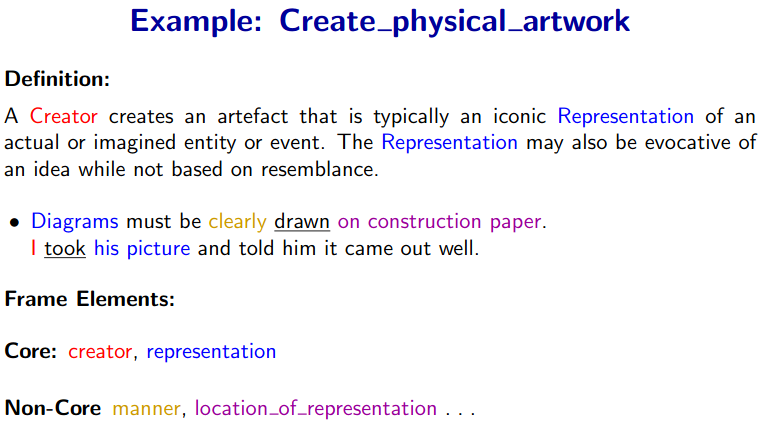 Example: Create_physical_artwork
Definition:
A Creator creates an artefact that is typically an iconic Representation of an
actual or imagined entity or event. The Representation may also be evocative of
an idea while not based on resemblance.
• Diagrams must be clearly drawn on construction paper.
I took his picture and told him it came out well.
Frame Elements:
Core: creator, representation
Non-Core manner, location_of_representation . . .